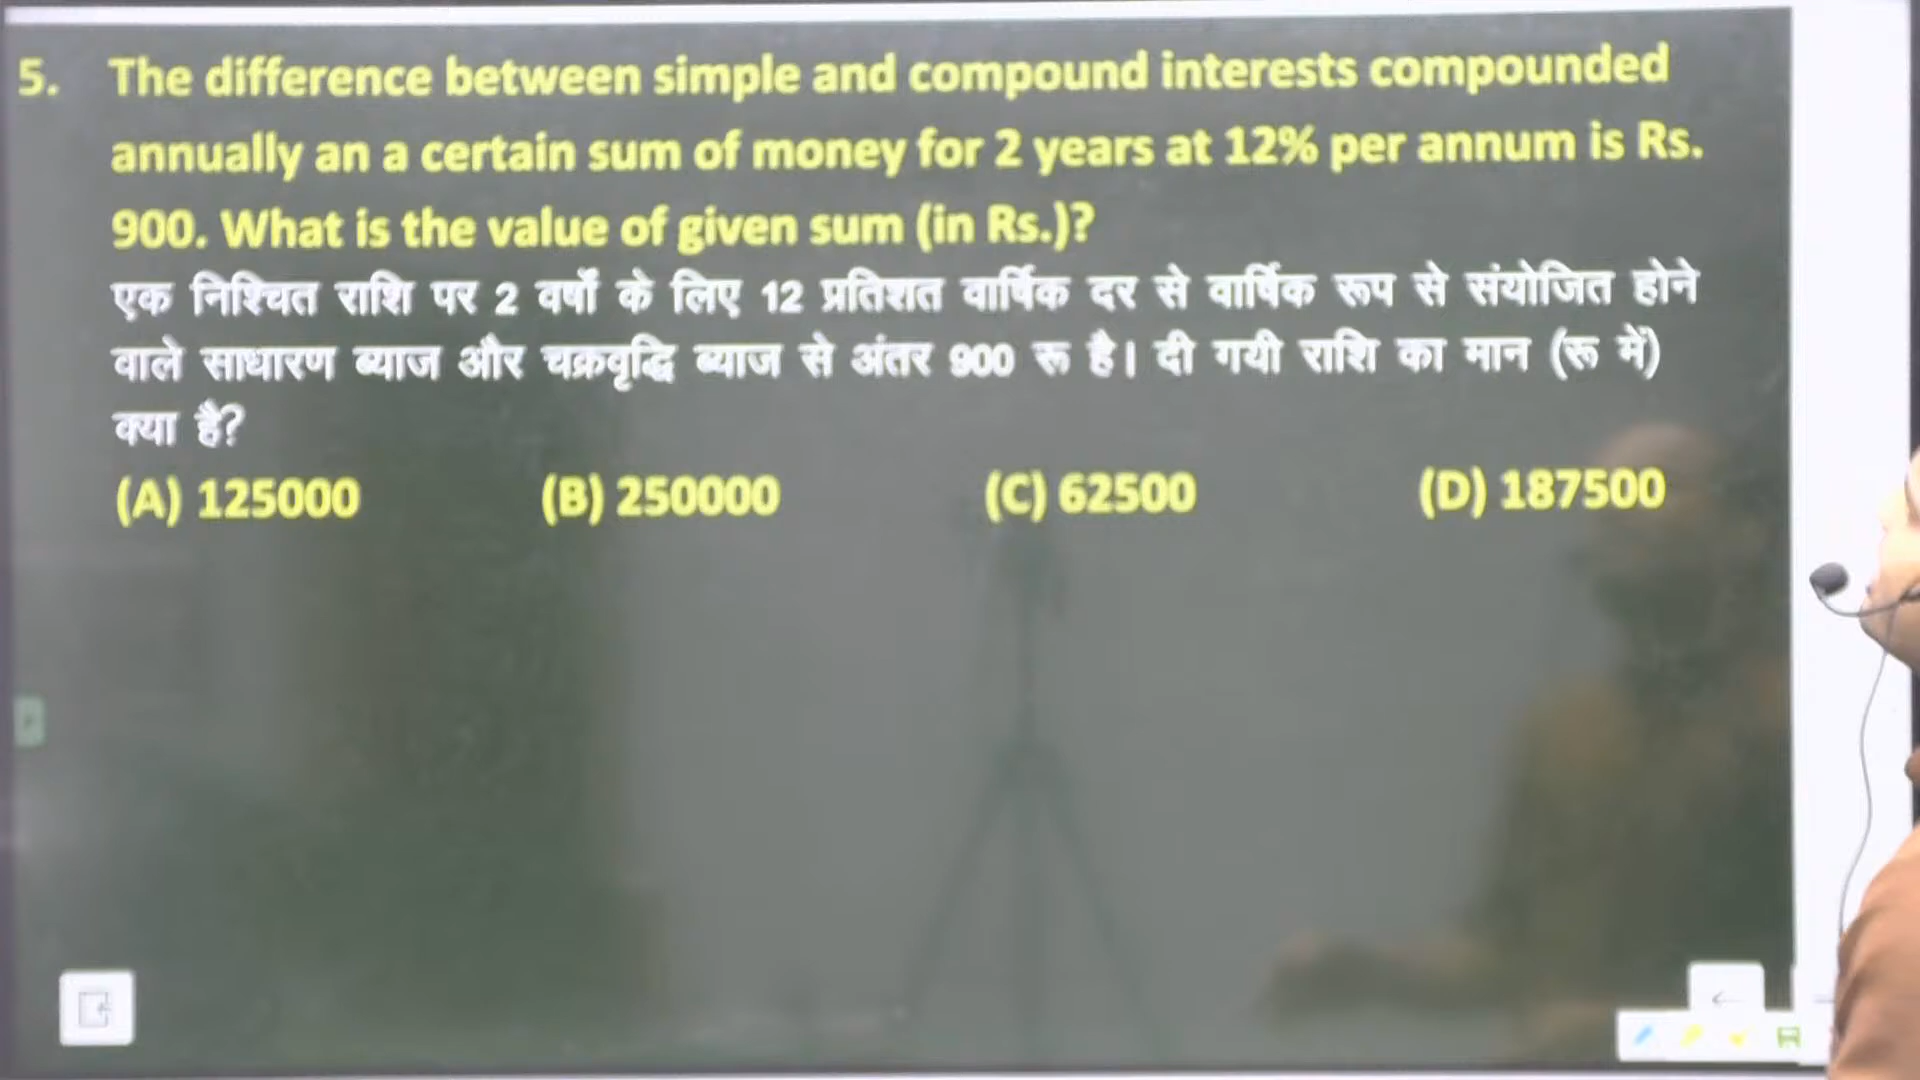 5. The difference between simple and compound interests compounded
annually an a certain sum of money for 2 years at 12% per annum is Rs.
900. What is the value of given sum (in Rs.)?
एक निश्चित राशि पर 2 वर्षों के लिए 12 प्रतिशत वार्षिक दर से वार्षिक रूप से संयोजित होने
वाले साधारण ब्याज और चक्रवृद्धि ब्याज से अंतर 900 रू है। दी गयी राशि का मान (रू में)
क्या है?
(A) 125000 (B) 250000 (C) 62500 (D) 187500